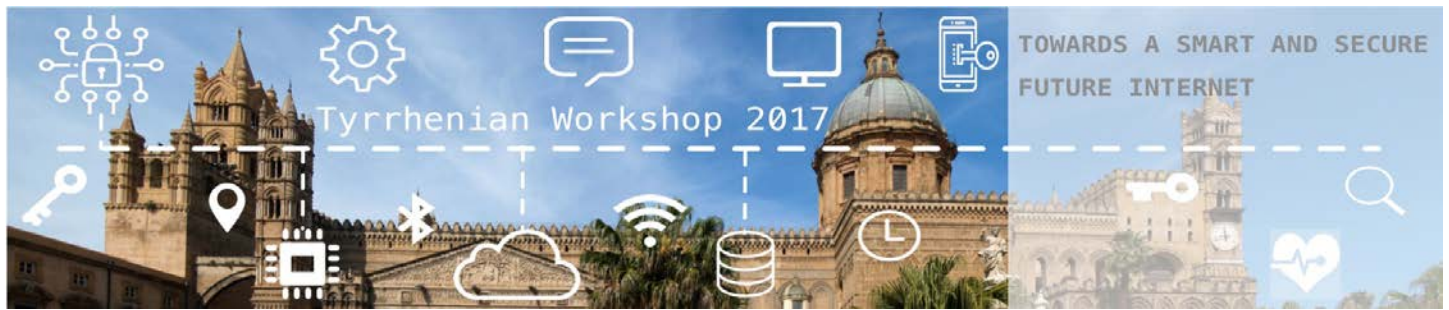 TOWARDS A SMART AND SECURE
FUTURE INTERNET
Tyrrhenian Workshop 2017